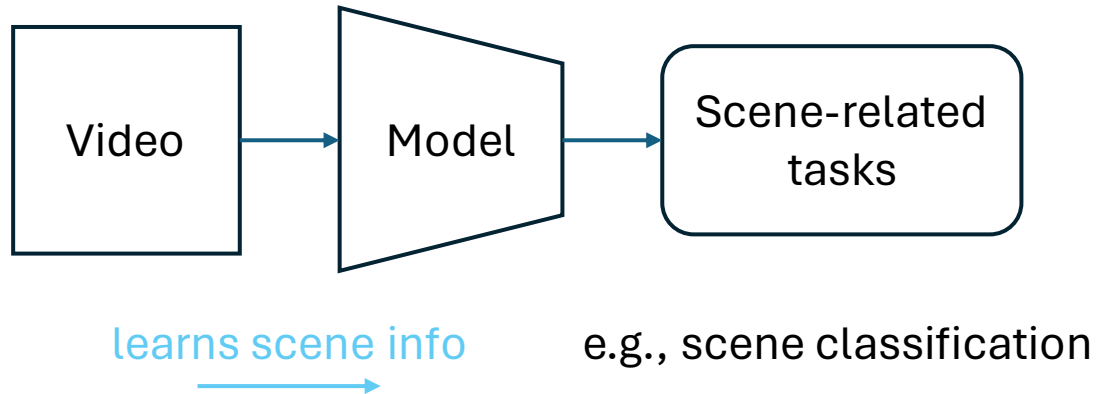 Video
Model
Scene-related
tasks
learns scene info
e.g., scene classification